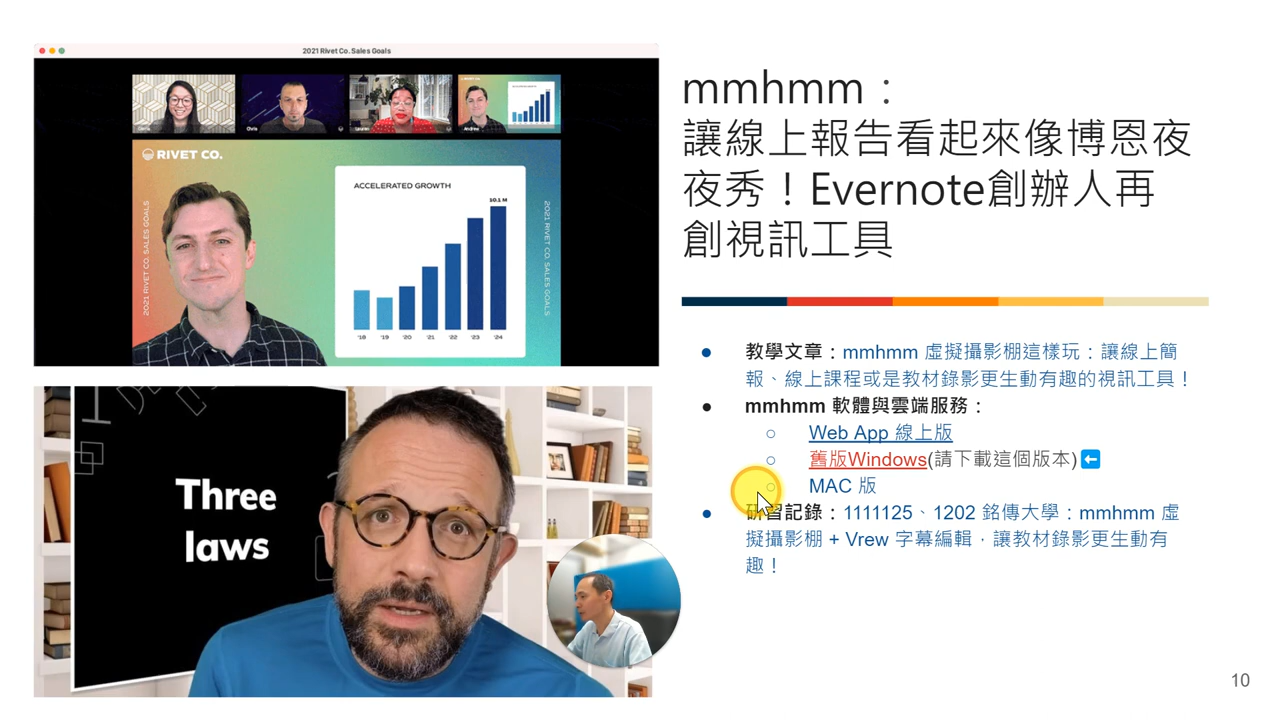 2021 Rivet Co. Sales Goals
Gloria
Chris
Lauren
Andrew
RIVET CO.
2021 RIVET CO. SALES GOALS
ACCELERATED GROWTH
10.1 M
'18 '19 '20 '21 '22 '23 '24
2021 RIVET CO. SALES GOALS
Three
laws
mmhmm：
讓線上報告看起來像博恩夜
夜秀！Evernote創辦人再
創視訊工具
● 教學文章：mmhmm 虛擬攝影棚這樣玩：讓線上簡
報、線上課程或是教材錄影更生動有趣的視訊工具！
● mmhmm 軟體與雲端服務：
○ Web App 線上版
○ 舊版Windows(請下載這個版本)⬅
○ MAC 版
● 研習記錄：1111125、1202 銘傳大學：mmhmm 虛
擬攝影棚 + Vrew 字幕編輯，讓教材錄影更生動有
趣！
10